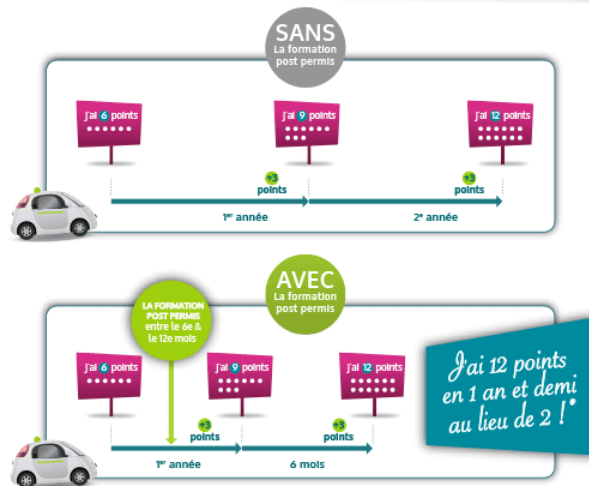 SANS
La formation
post permis
J'ai 6 points
J'ai 9 points
J'ai 12 points
+3
points
+3
points
1er année
2e année
AVEC
La formation
post permis
LA FORMATION
POST PERMIS
entre le 6e &
le 12e mois
J'ai 6 points
J'ai 9 points
J'ai 12 points
J'ai 12 points
en 1 an et demi
au lieu de 2 !*
+3
points
+3
points
1er année
6 mois